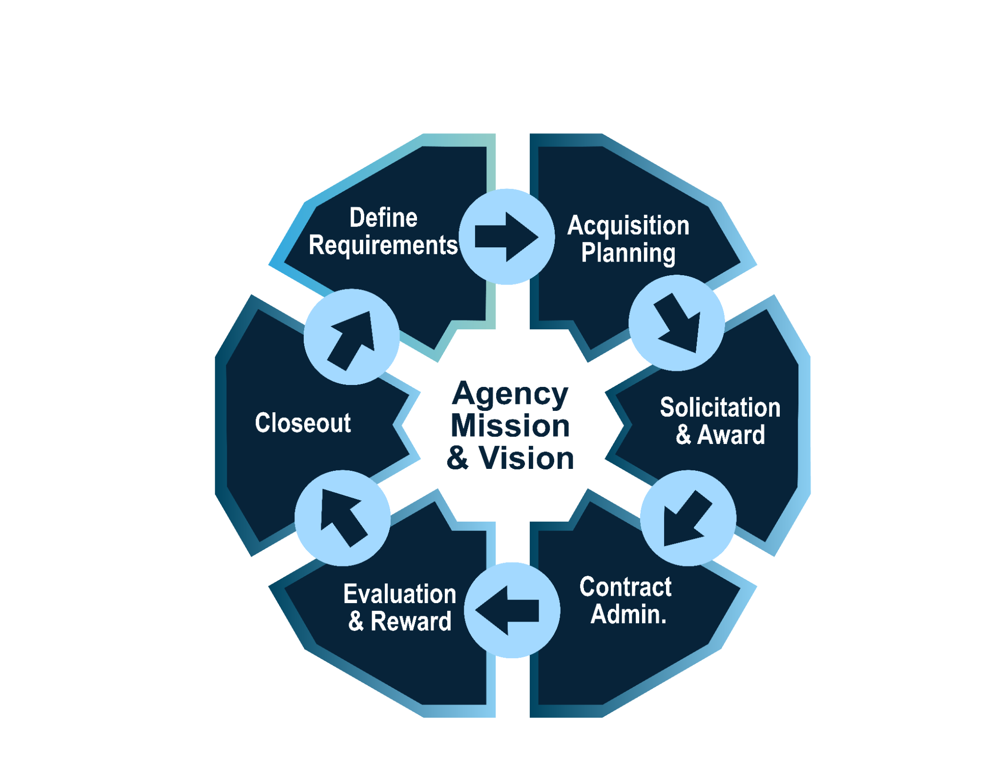 Define
Requirements
Acquisition
Planning
Solicitation
& Award
Contract
Admin.
Evaluation
& Reward
Closeout
Agency
Mission
& Vision